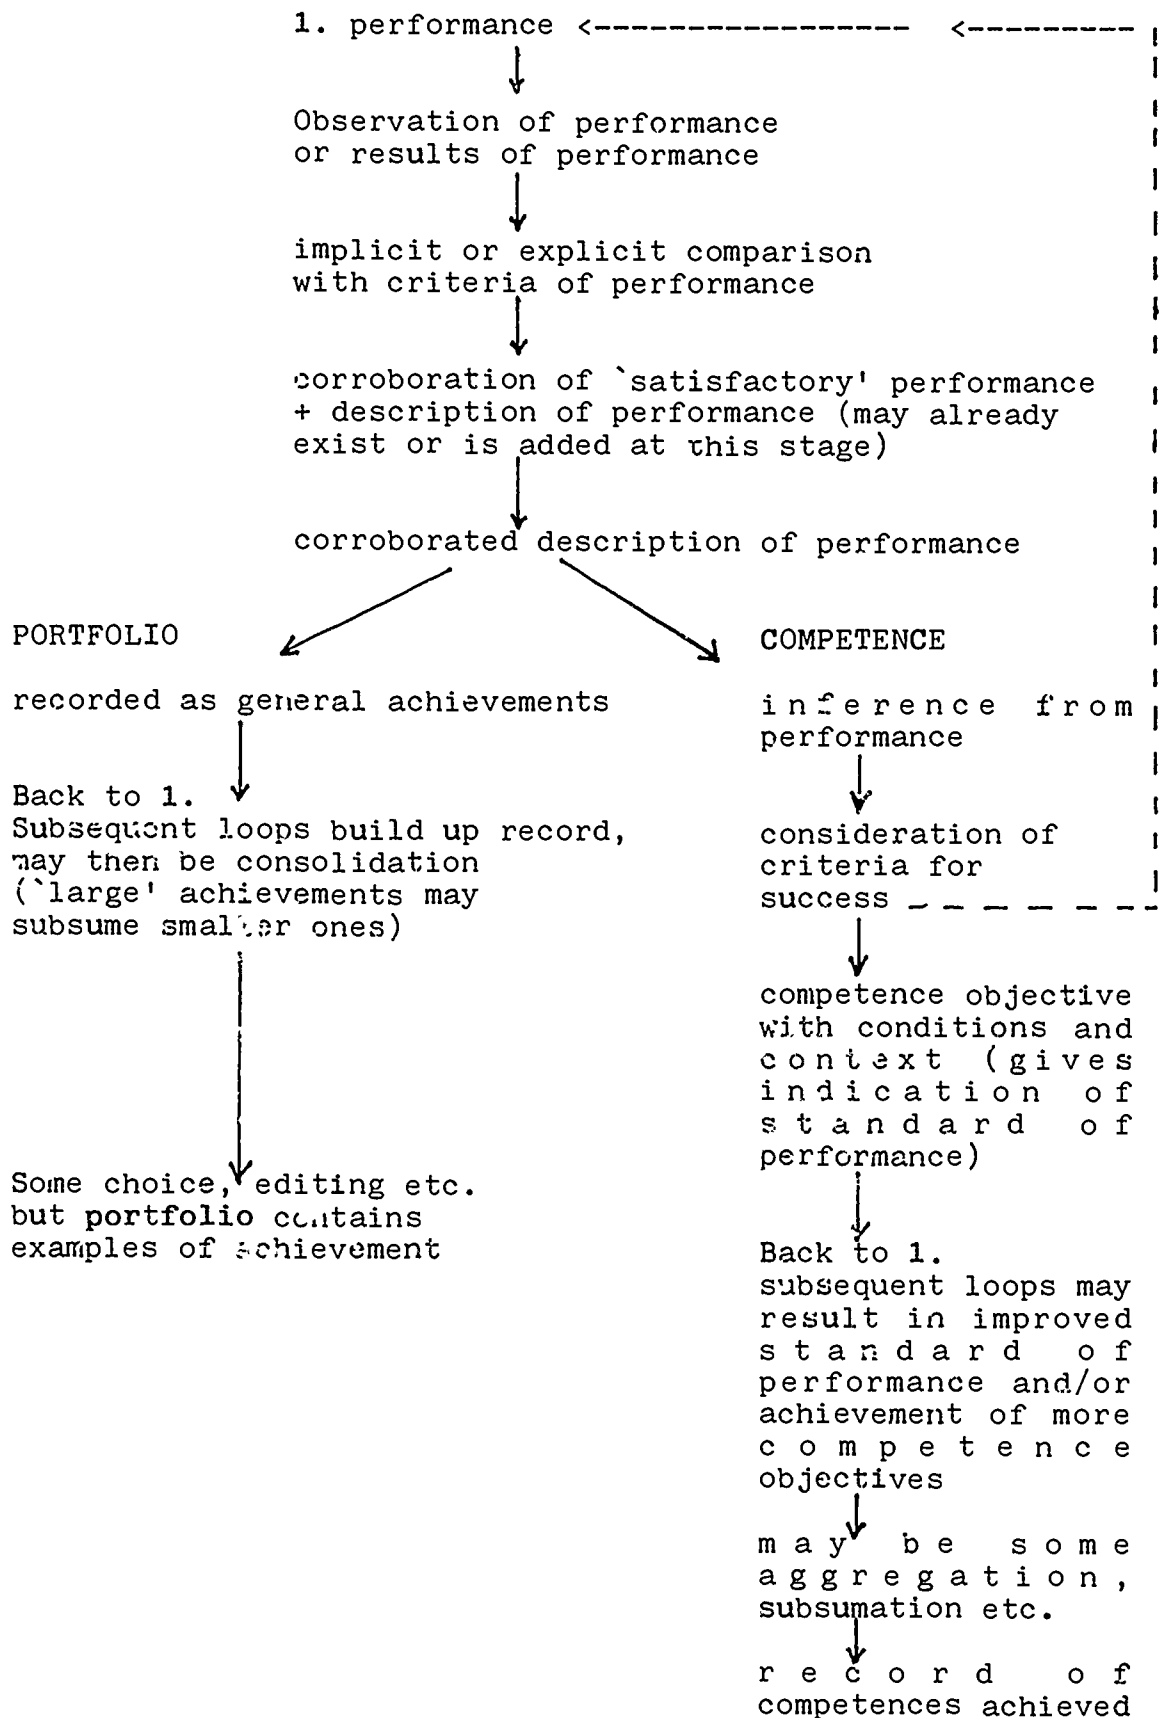 1. performance
Observation of performance
or results of performance
implicit or explicit comparison
with criteria of performance
corroboration of `satisfactory' performance
+ description of performance (may already
exist or is added at this stage)
corroborated description of performance
PORTFOLIO
recorded as general achievements
Back to 1.
Subsequent loops build up record,
may then be consolidation
(`large' achievements may
subsume smaller ones)
Some choice, editing etc.
but portfolio contains
examples of achievement
COMPETENCE
inference from
performance
consideration of
criteria for
success
competence objective
with conditions and
context (gives
indication of
standard of
performance)
Back to 1.
subsequent loops may
result in improved
standard of
performance and/or
achievement of more
competence
objectives
may be some
aggregation,
subsumation etc.
record of
competences achieved